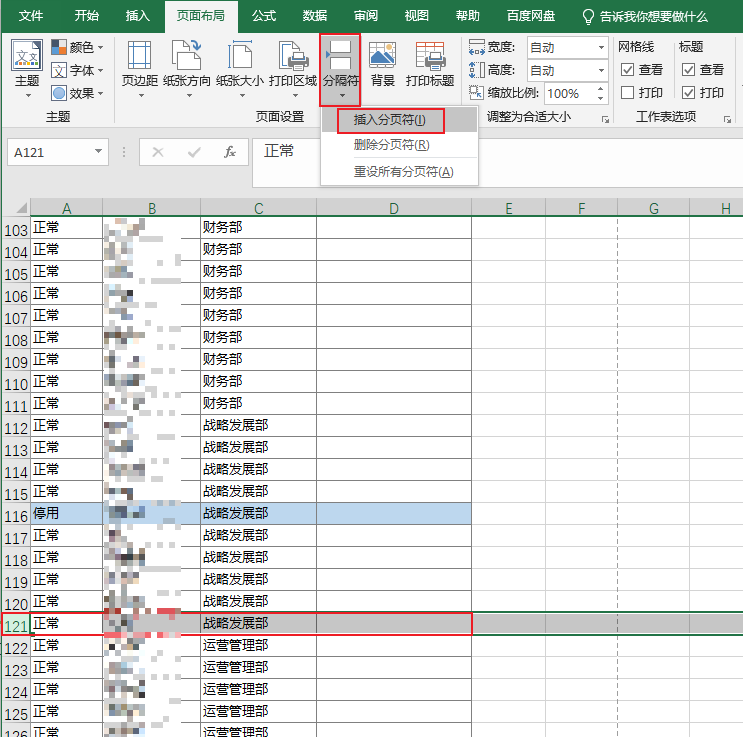 文件 开始 插入 页面布局 公式 数据 审阅 视图 帮助 百度网盘 告诉我你想要做什么
主题 颜色 字体 效果 页边距 纸张方向 纸张大小 打印区域 分隔符 背景 打印标题 宽度: 自动 高度: 自动 缩放比例: 100% 网格线 查看 打印 标题 查看 打印
主题 页面设置 调整为合适大小 工作表选项
插入分页符(I)
删除分页符(R)
重设所有分页符(A)
A121 fx 正常
A B C D E F G H
103 正常 财务部
104 正常 财务部
105 正常 财务部
106 正常 财务部
107 正常 财务部
108 正常 财务部
109 正常 财务部
110 正常 财务部
111 正常 财务部
112 正常 战略发展部
113 正常 战略发展部
114 正常 战略发展部
115 正常 战略发展部
116 停用 战略发展部
117 正常 战略发展部
118 正常 战略发展部
119 正常 战略发展部
120 正常 战略发展部
121 正常 战略发展部
122 正常 运营管理部
123 正常 运营管理部
124 正常 运营管理部
125 正常 运营管理部
126 正常 运营管理部